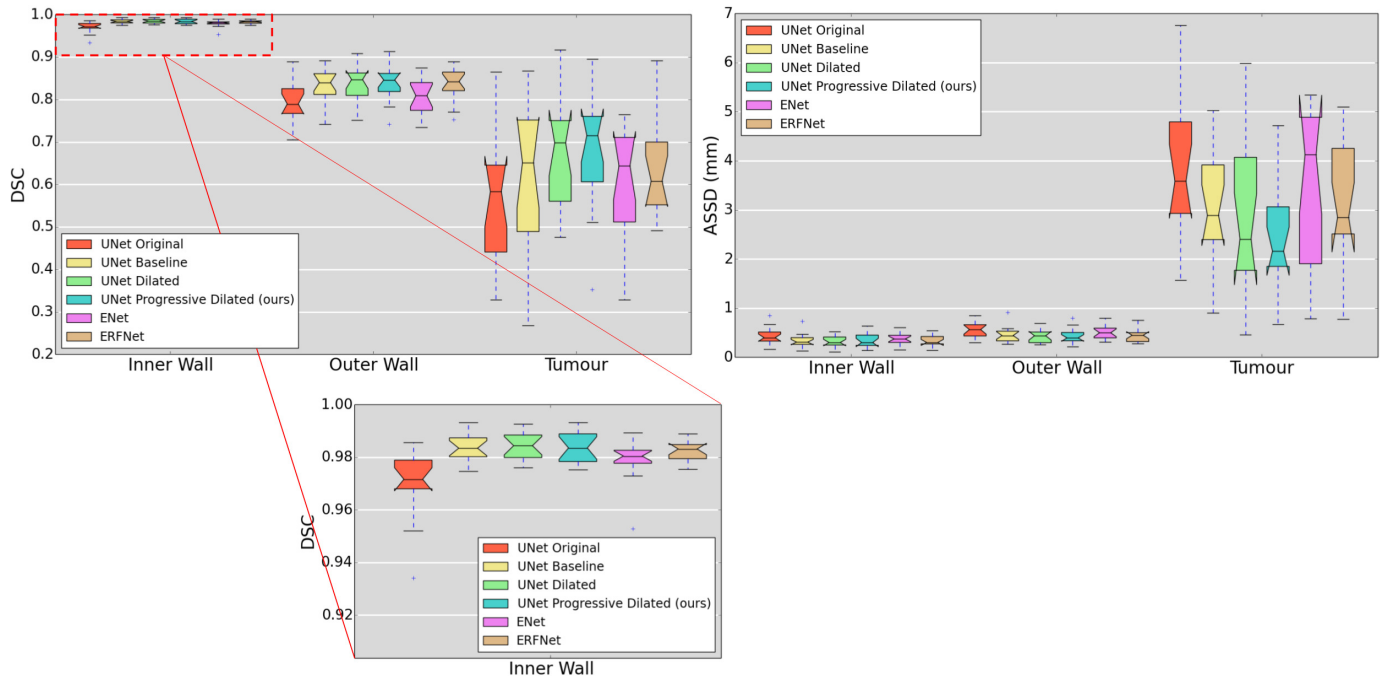 1.0
0.9
0.8
0.7
0.6
0.5
0.4
0.3
0.2
DSC
UNet Original
UNet Baseline
UNet Dilated
UNet Progressive Dilated (ours)
ENet
ERFNet
Inner Wall Outer Wall Tumour
7
6
5
4
3
2
1
0
ASSD (mm)
UNet Original
UNet Baseline
UNet Dilated
UNet Progressive Dilated (ours)
ENet
ERFNet
Inner Wall Outer Wall Tumour
1.00
0.98
0.96
0.94
0.92
DSC
UNet Original
UNet Baseline
UNet Dilated
UNet Progressive Dilated (ours)
ENet
ERFNet
Inner Wall